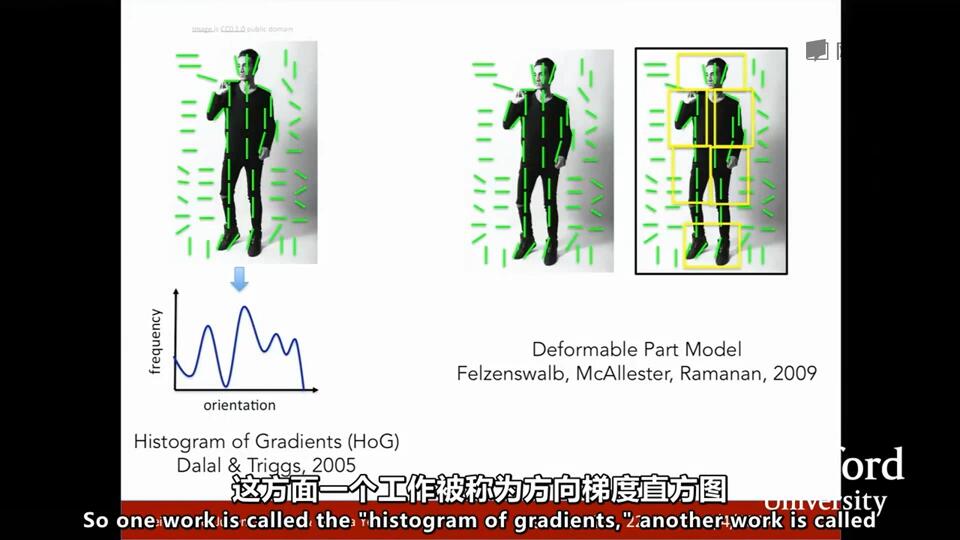 Image is CC0 1.0 public domain
frequency
orientation
Histogram of Gradients (HoG)
Dalal & Triggs, 2005
Deformable Part Model
Felzenswalb, McAllester, Ramanan, 2009
这方面一个工作被称为方向梯度直方图
University
So one work is called the "histogram of gradients," another work is called